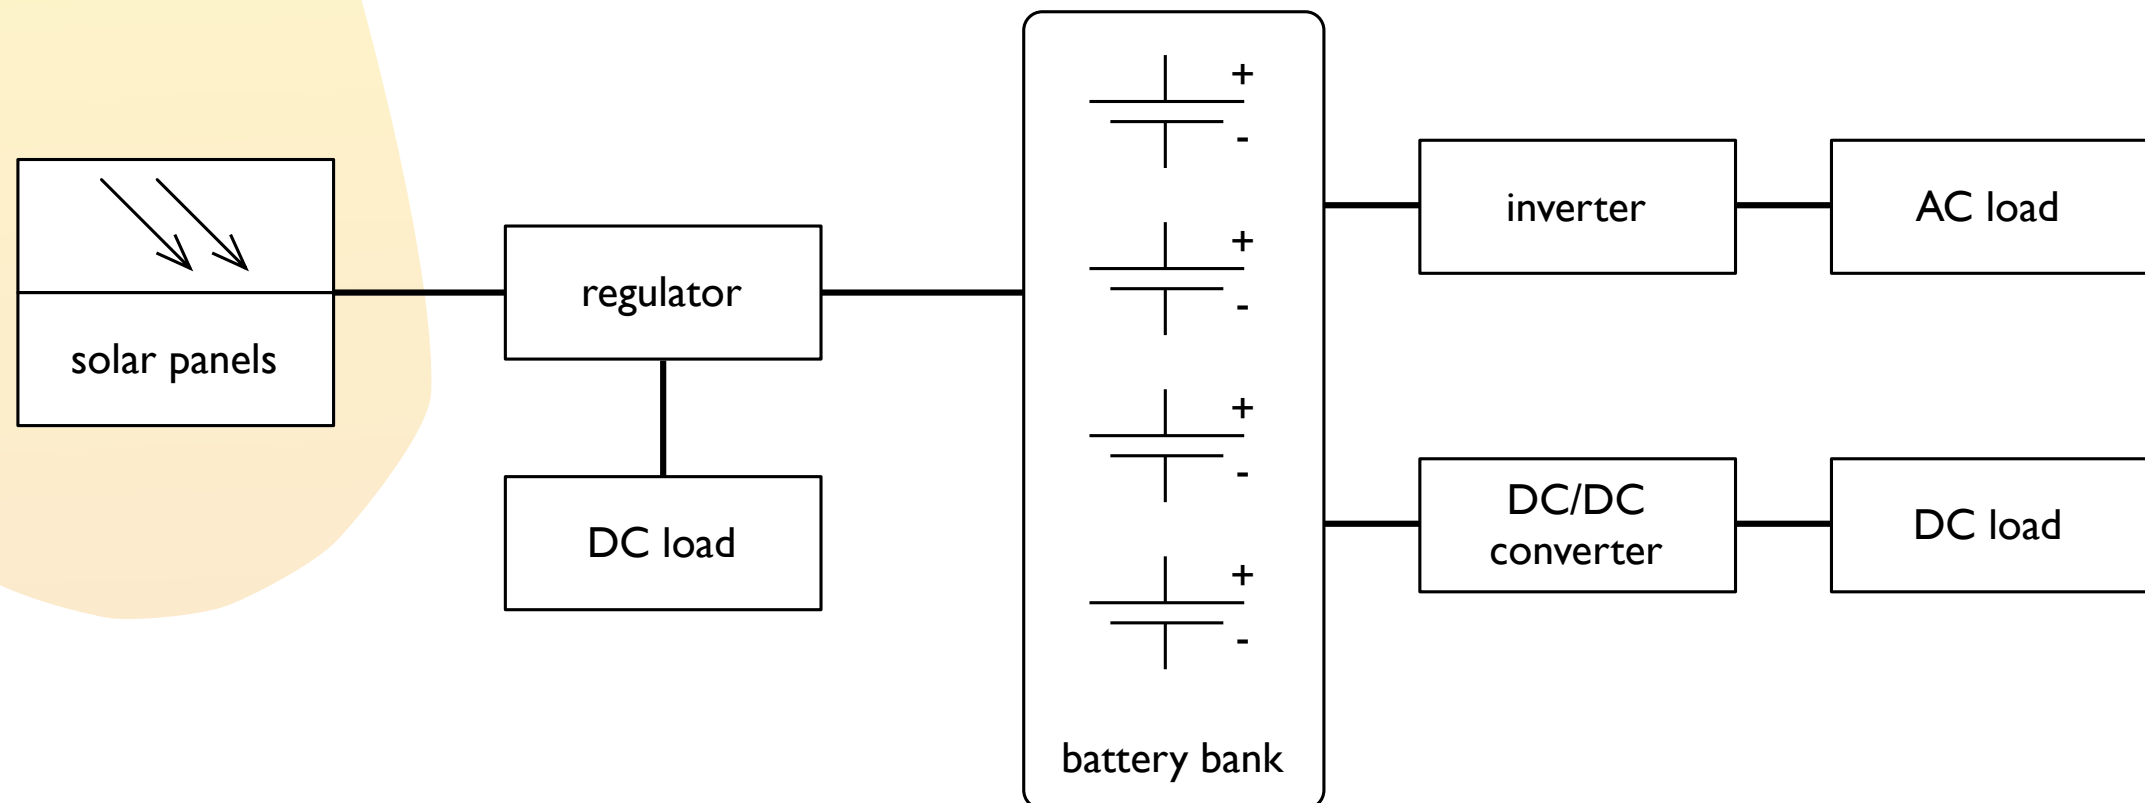 solar panels
regulator
DC load
+
-
+
-
+
-
+
-
battery bank
inverter
AC load
DC/DC
converter
DC load